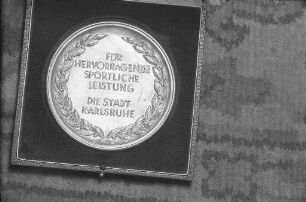 FÜR
HERVORRAGENDE
SPORTLICHE
LEISTUNG
DIE STADT
KARLSRUHE